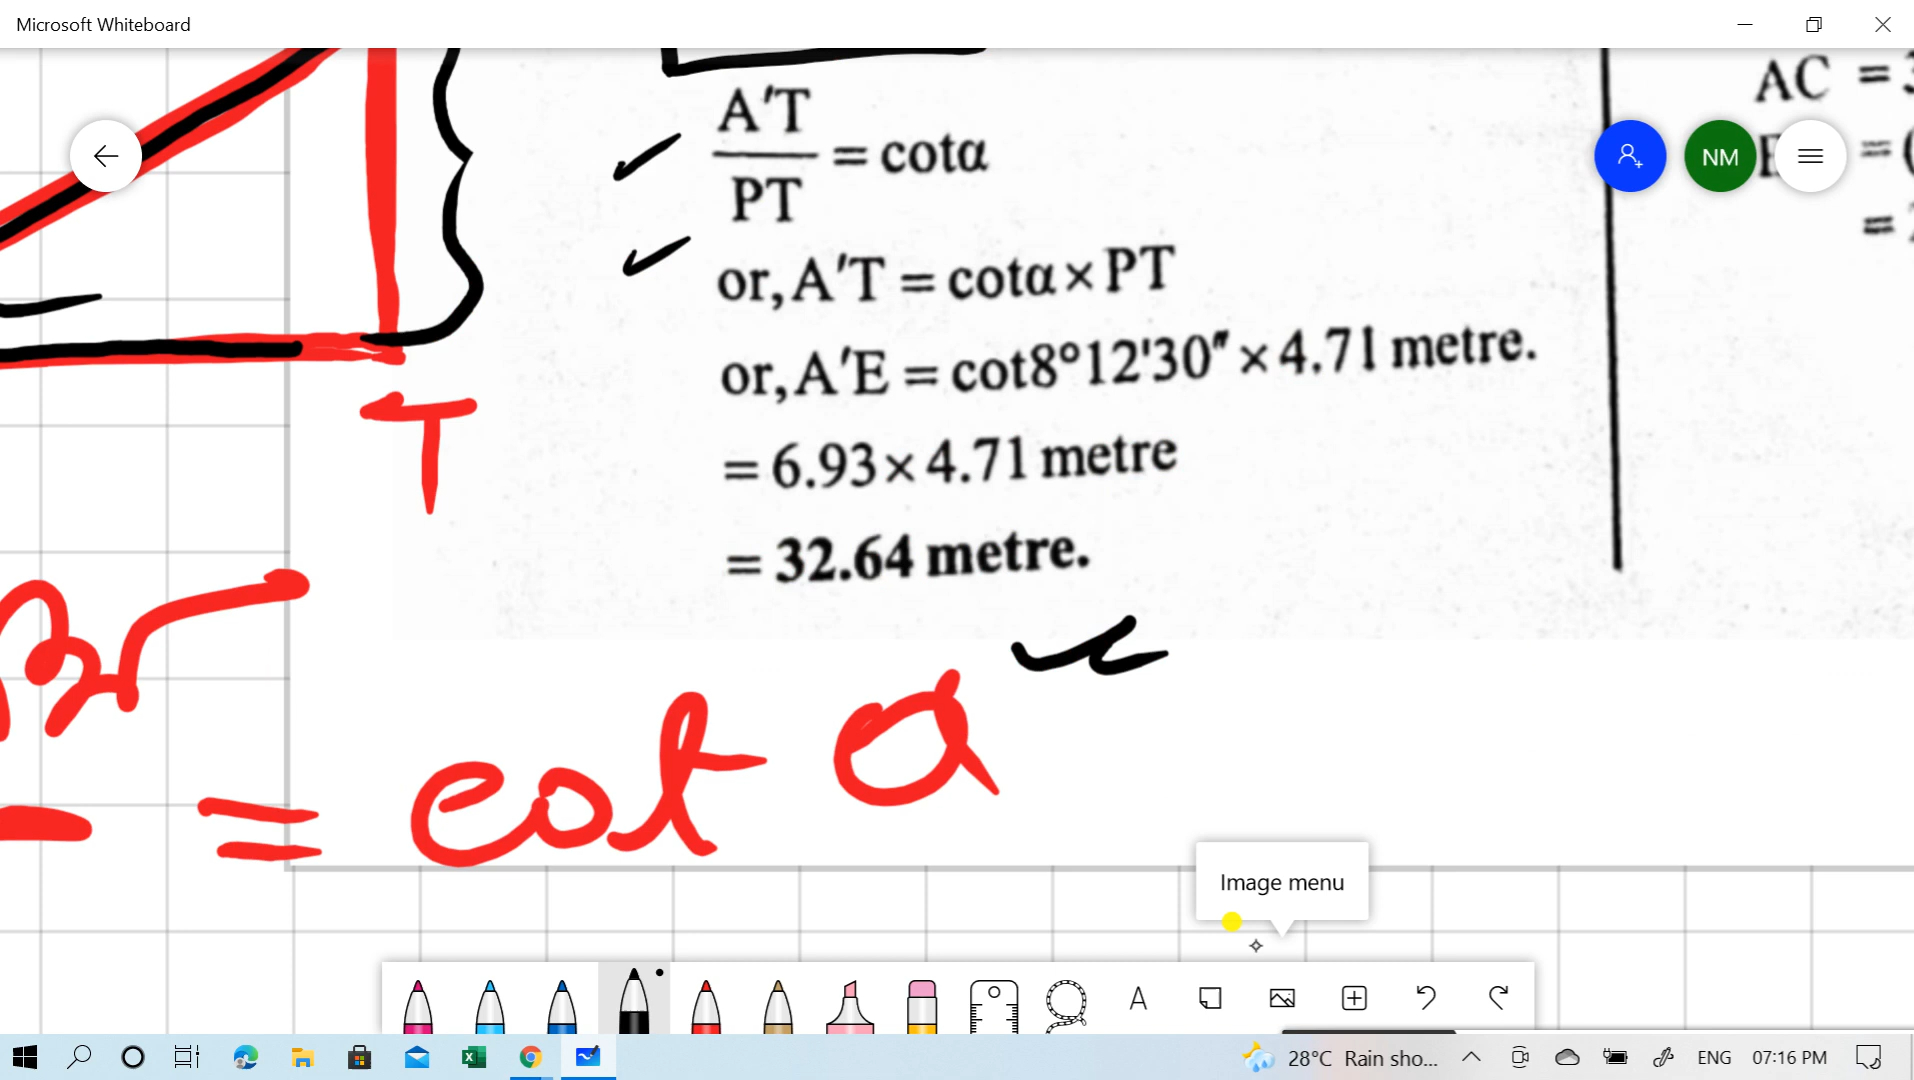 Microsoft Whiteboard
A′T
PT
= cotα
or, A′T = cotα × PT
or, A′E = cot8°12'30″ × 4.71 metre.
= 6.93 × 4.71 metre
= 32.64 metre.
AC =
= (
=
NM
T
= cot α
Image menu
A
28°C Rain sho...
ENG
07:16 PM